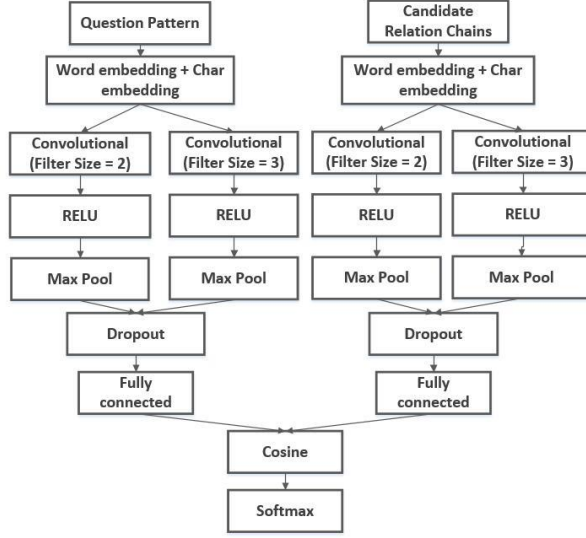 Question Pattern
Candidate
Relation Chains
Word embedding + Char
embedding
Word embedding + Char
embedding
Convolutional
(Filter Size = 2)
Convolutional
(Filter Size = 3)
Convolutional
(Filter Size = 2)
Convolutional
(Filter Size = 3)
RELU
RELU
RELU
RELU
Max Pool
Max Pool
Max Pool
Max Pool
Dropout
Dropout
Fully
connected
Fully
connected
Cosine
Softmax